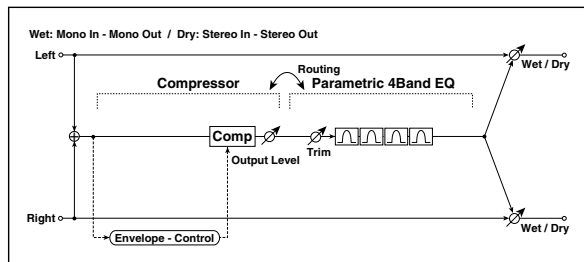 Wet: Mono In - Mono Out / Dry: Stereo In - Stereo Out
Left
Wet / Dry
Routing
Compressor
Parametric 4Band EQ
Comp
Output Level
Trim
Right
Wet / Dry
Envelope - Control